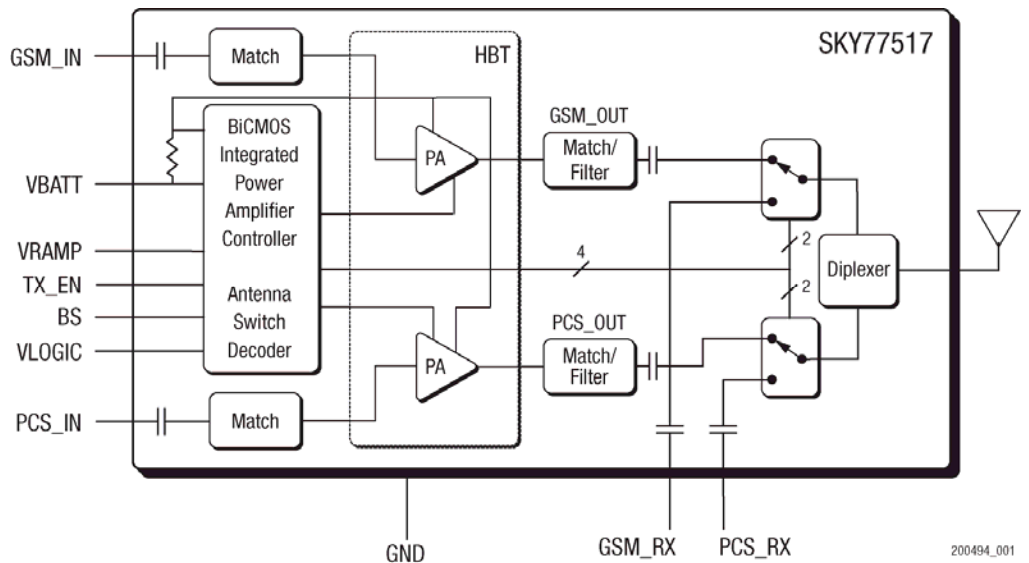 SKY77517
GSM_IN
Match
HBT
BiCMOS
Integrated
Power
Amplifier
Controller
Antenna
Switch
Decoder
VBATT
VRAMP
TX_EN
BS
VLOGIC
PA
GSM_OUT
Match/
Filter
2
4
2
Diplexer
PA
PCS_OUT
Match/
Filter
PCS_IN
Match
GND
GSM_RX
PCS_RX
200494_001